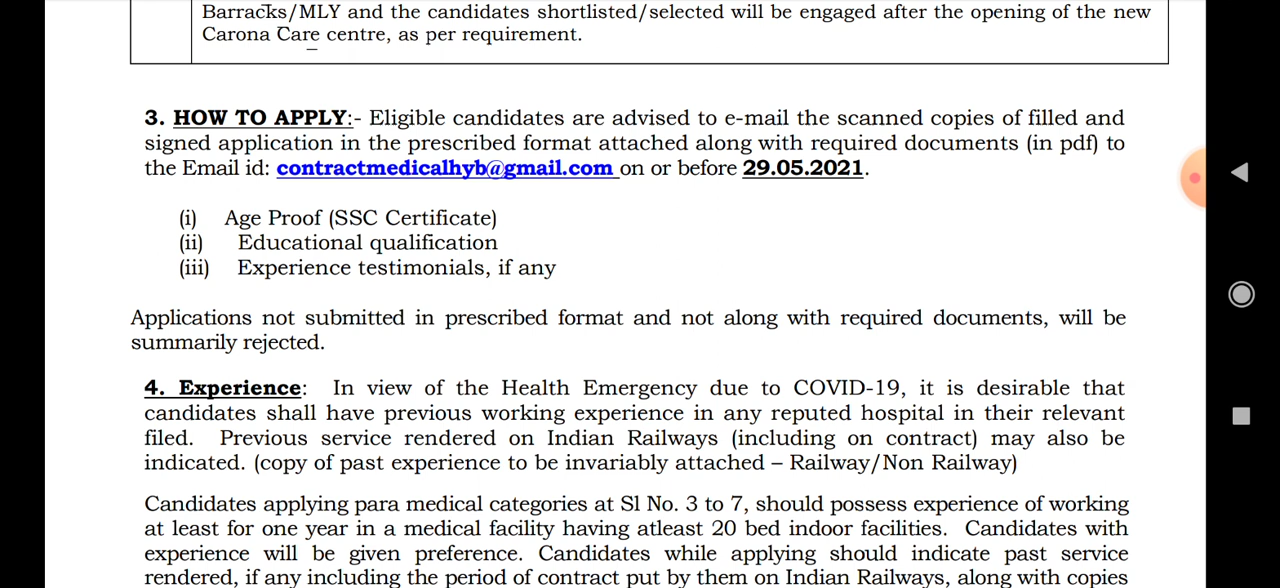 Barracks/MLY and the candidates shortlisted/selected will be engaged after the opening of the new
Carona Care centre, as per requirement.
3. HOW TO APPLY:- Eligible candidates are advised to e-mail the scanned copies of filled and
signed application in the prescribed format attached along with required documents (in pdf) to
the Email id: contractmedicalhyb@gmail.com on or before 29.05.2021.
(i) Age Proof (SSC Certificate)
(ii) Educational qualification
(iii) Experience testimonials, if any
Applications not submitted in prescribed format and not along with required documents, will be
summarily rejected.
4. Experience: In view of the Health Emergency due to COVID-19, it is desirable that
candidates shall have previous working experience in any reputed hospital in their relevant
filed. Previous service rendered on Indian Railways (including on contract) may also be
indicated. (copy of past experience to be invariably attached – Railway/Non Railway)
Candidates applying para medical categories at Sl No. 3 to 7, should possess experience of working
at least for one year in a medical facility having atleast 20 bed indoor facilities. Candidates with
experience will be given preference. Candidates while applying should indicate past service
rendered, if any including the period of contract put by them on Indian Railways, along with copies